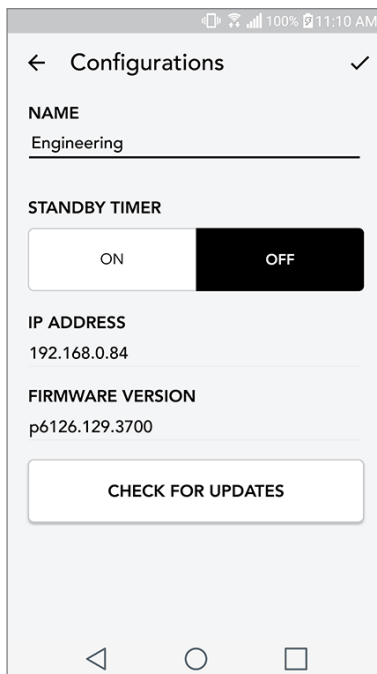 100% 11:10 AM
Configurations
NAME
Engineering
STANDBY TIMER
ON OFF
IP ADDRESS
192.168.0.84
FIRMWARE VERSION
p6126.129.3700
CHECK FOR UPDATES